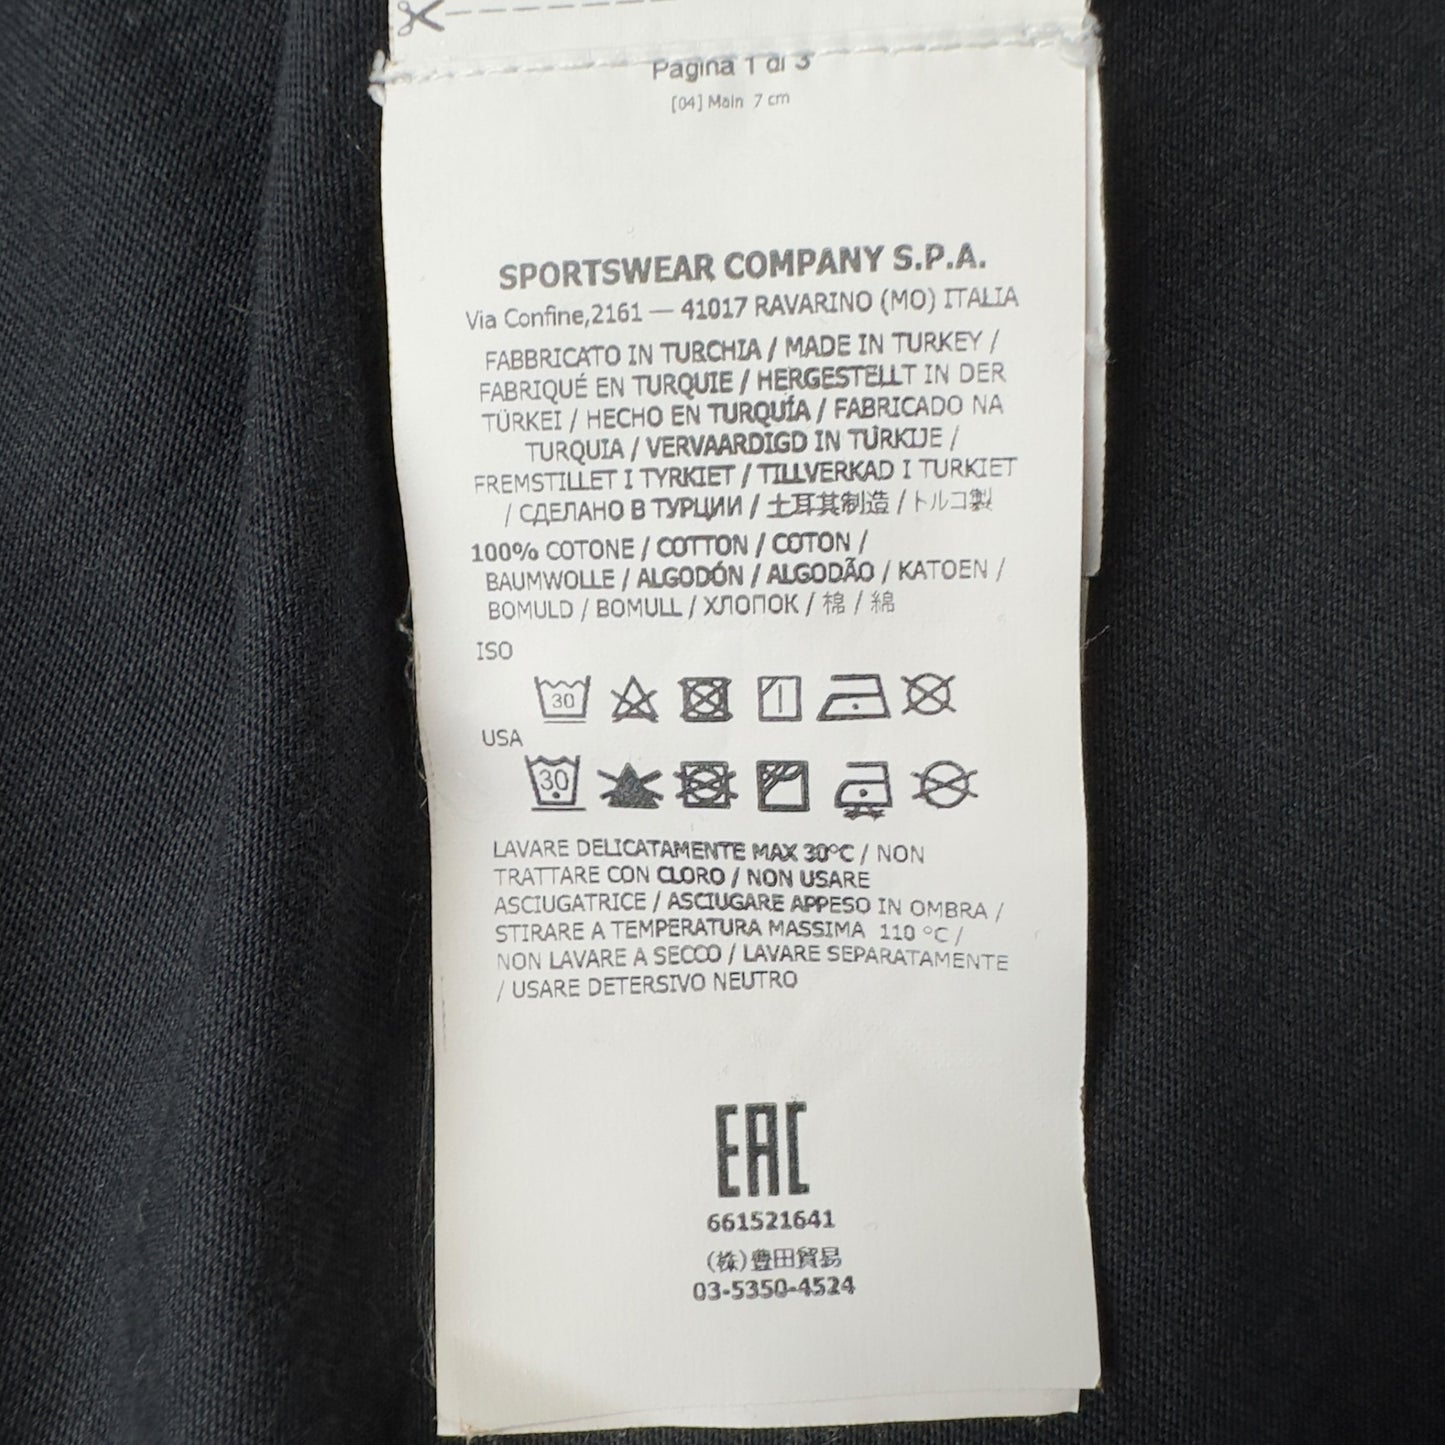 Pagina 1 di 3
[04] Main 7 cm
SPORTSWEAR COMPANY S.P.A.
Via Confine,2161 — 41017 RAVARINO (MO) ITALIA
FABBRICATO IN TURCHIA / MADE IN TURKEY /
FABRIQUÉ EN TURQUIE / HERGESTELLT IN DER
TÜRKEI / HECHO EN TURQUÍA / FABRICADO NA
TURQUIA / VERVAARDIGD IN TURKIJE /
FREMSTILLET I TYRKIET / TILLVERKAD I TURKIET
/ СДЕЛАНО В ТУРЦИИ / 土耳其制造 / トルコ製
100% COTONE / COTTON / COTON /
BAUMWOLLE / ALGODÓN / ALGODÃO / KATOEN /
BOMULD / BOMULL / ХЛОПОК / 棉 / 綿
ISO
30
USA
30
LAVARE DELICATAMENTE MAX 30°C / NON
TRATTARE CON CLORO / NON USARE
ASCIUGATRICE / ASCIUGARE APPESO IN OMBRA /
STIRARE A TEMPERATURA MASSIMA 110 °C /
NON LAVARE A SECCO / LAVARE SEPARATAMENTE
/ USARE DETERSIVO NEUTRO
EAC
661521641
(株)豊田貿易
03-5350-4524